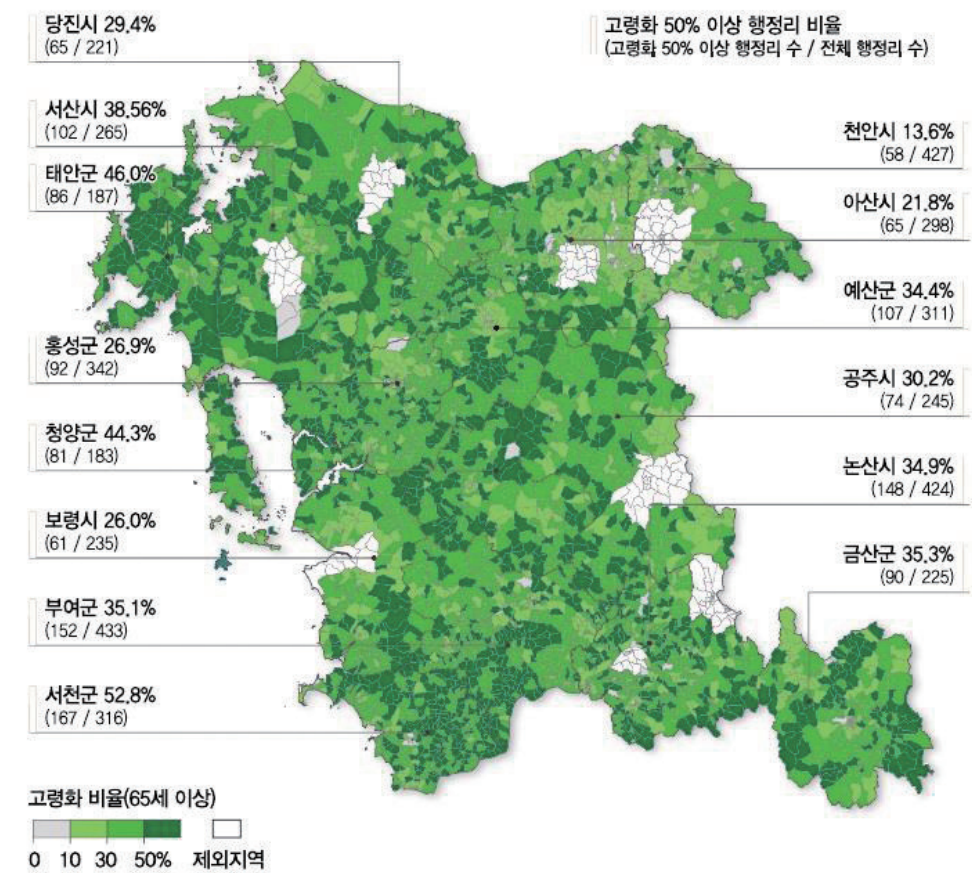 당진시 29.4%
(65 / 221)
고령화 50% 이상 행정리 비율
(고령화 50% 이상 행정리 수 / 전체 행정리 수)
서산시 38.56%
(102 / 265)
천안시 13.6%
(58 / 427)
태안군 46.0%
(86 / 187)
아산시 21.8%
(65 / 298)
예산군 34.4%
(107 / 311)
홍성군 26.9%
(92 / 342)
공주시 30.2%
(74 / 245)
청양군 44.3%
(81 / 183)
논산시 34.9%
(148 / 424)
보령시 26.0%
(61 / 235)
금산군 35.3%
(90 / 225)
부여군 35.1%
(152 / 433)
서천군 52.8%
(167 / 316)
고령화 비율(65세 이상)
0 10 30 50% 제외지역